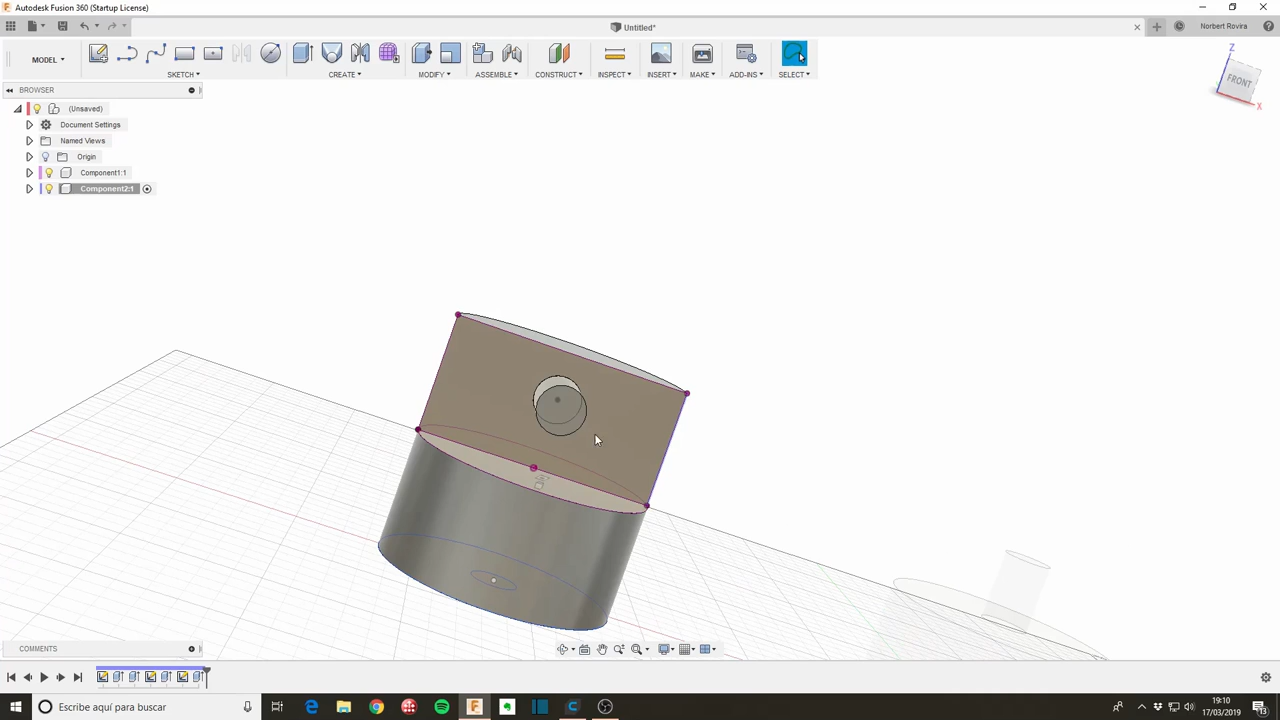 Autodesk Fusion 360 (Startup License)
Untitled*
Norbert Rovira
MODEL
SKETCH
CREATE
MODIFY
ASSEMBLE
CONSTRUCT
INSPECT
INSERT
MAKE
ADD-INS
SELECT
BROWSER
(Unsaved)
Document Settings
Named Views
Origin
Component1:1
Component2:1
Z
FRONT
X
COMMENTS
Escribe aquí para buscar
19:10
17/03/2019